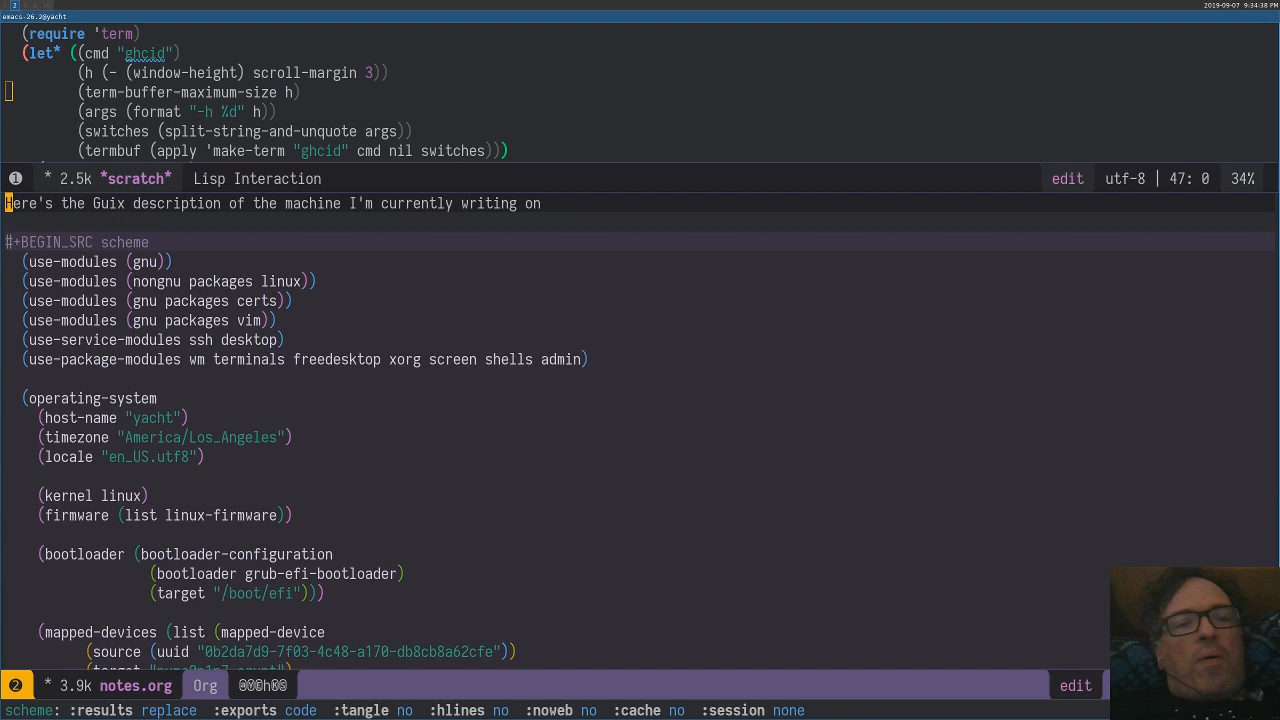 2
2019-09-07, 9:34:38 PM
emacs-26.2@yacht
(require 'term)
(let* ((cmd "ghcid")
(h (- (window-height) scroll-margin 3))
(term-buffer-maximum-size h)
(args (format "-h %d" h))
(switches (split-string-and-unquote args))
(termbuf (apply 'make-term "ghcid" cmd nil switches)))
❶ * 2.5k *scratch* Lisp Interaction edit utf-8 | 47: 0 34%
Here's the Guix description of the machine I'm currently writing on
#+BEGIN_SRC scheme
(use-modules (gnu))
(use-modules (nongnu packages linux))
(use-modules (gnu packages certs))
(use-modules (gnu packages vim))
(use-service-modules ssh desktop)
(use-package-modules wm terminals freedesktop xorg screen shells admin)
(operating-system
(host-name "yacht")
(timezone "America/Los_Angeles")
(locale "en_US.utf8")
(kernel linux)
(firmware (list linux-firmware))
(bootloader (bootloader-configuration
(bootloader grub-efi-bootloader)
(target "/boot/efi")))
(mapped-devices (list (mapped-device
(source (uuid "0b2da7d9-7f03-4c48-a170-db8cb8a62cfe"))
❷ * 3.9k notes.org Org edit
scheme: :results replace :exports code :tangle no :hlines no :noweb no :cache no :session none